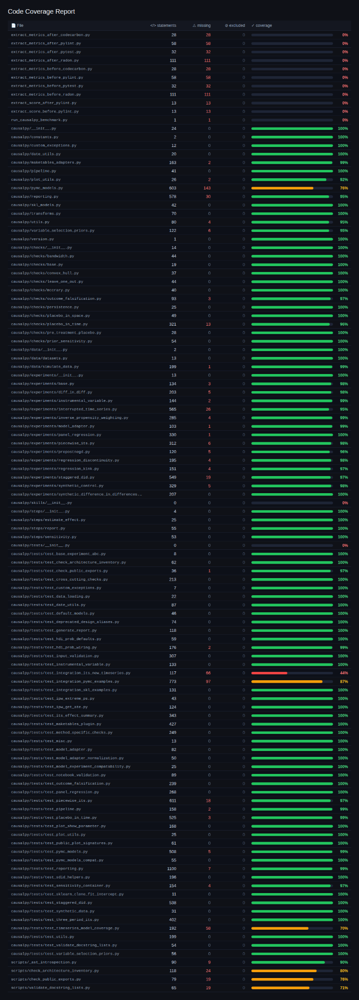 Code Coverage Report
📄 File </> statements ⚠ missing ⊘ excluded ✓ coverage
extract_metrics_after_codecarbon.py 28 28 0 0%
extract_metrics_after_pylint.py 58 58 0 0%
extract_metrics_after_pytest.py 32 32 0 0%
extract_metrics_after_radon.py 111 111 0 0%
extract_metrics_before_codecarbon.py 28 28 0 0%
extract_metrics_before_pylint.py 58 58 0 0%
extract_metrics_before_pytest.py 32 32 0 0%
extract_metrics_before_radon.py 111 111 0 0%
extract_score_after_pylint.py 13 13 0 0%
extract_score_before_pylint.py 13 13 0 0%
run_causalpy_benchmark.py 1 1 0 0%
causalpy/__init__.py 24 0 0 100%
causalpy/constants.py 2 0 0 100%
causalpy/custom_exceptions.py 12 0 0 100%
causalpy/date_utils.py 20 0 0 100%
causalpy/maketables_adapters.py 163 2 0 99%
causalpy/pipeline.py 41 0 0 100%
causalpy/plot_utils.py 26 2 0 92%
causalpy/pymc_models.py 603 143 0 76%
causalpy/reporting.py 578 30 0 95%
causalpy/skl_models.py 42 0 0 100%
causalpy/transforms.py 70 0 0 100%
causalpy/utils.py 80 4 0 95%
causalpy/variable_selection_priors.py 122 6 0 95%
causalpy/version.py 1 0 0 100%
causalpy/checks/__init__.py 14 0 0 100%
causalpy/checks/bandwidth.py 44 0 0 100%
causalpy/checks/base.py 19 0 0 100%
causalpy/checks/convex_hull.py 37 0 0 100%
causalpy/checks/leave_one_out.py 44 0 0 100%
causalpy/checks/mccrary.py 40 0 0 100%
causalpy/checks/outcome_falsification.py 93 3 0 97%
causalpy/checks/persistence.py 25 0 0 100%
causalpy/checks/placebo_in_space.py 49 0 0 100%
causalpy/checks/placebo_in_time.py 321 13 0 96%
causalpy/checks/pre_treatment_placebo.py 28 0 0 100%
causalpy/checks/prior_sensitivity.py 54 0 0 100%
causalpy/data/__init__.py 2 0 0 100%
causalpy/data/datasets.py 13 0 0 100%
causalpy/data/simulate_data.py 199 1 0 99%
causalpy/experiments/__init__.py 13 0 0 100%
causalpy/experiments/base.py 134 3 0 98%
causalpy/experiments/diff_in_diff.py 203 5 0 98%
causalpy/experiments/instrumental_variable.py 144 2 0 99%
causalpy/experiments/interrupted_time_series.py 565 26 0 95%
causalpy/experiments/inverse_propensity_weighting.py 285 4 0 99%
causalpy/experiments/model_adapter.py 103 1 0 99%
causalpy/experiments/panel_regression.py 330 1 0 100%
causalpy/experiments/piecewise_its.py 312 6 0 98%
causalpy/experiments/prepostnegd.py 120 5 0 96%
causalpy/experiments/regression_discontinuity.py 195 4 0 98%
causalpy/experiments/regression_kink.py 151 4 0 97%
causalpy/experiments/staggered_did.py 549 19 0 97%
causalpy/experiments/synthetic_control.py 329 5 0 98%
causalpy/experiments/synthetic_difference_in_differences.... 207 0 0 100%
causalpy/skills/__init__.py 0 0 0 0%
causalpy/steps/__init__.py 4 0 0 100%
causalpy/steps/estimate_effect.py 25 0 0 100%
causalpy/steps/report.py 55 0 0 100%
causalpy/steps/sensitivity.py 53 0 0 100%
causalpy/tests/__init__.py 0 0 0 0%
causalpy/tests/test_base_experiment_abc.py 8 0 0 100%
causalpy/tests/test_check_architecture_inventory.py 62 0 0 100%
causalpy/tests/test_check_public_exports.py 36 1 0 97%
causalpy/tests/test_cross_cutting_checks.py 213 0 0 100%
causalpy/tests/test_custom_exceptions.py 7 0 0 100%
causalpy/tests/test_data_loading.py 22 0 0 100%
causalpy/tests/test_date_utils.py 87 0 0 100%
causalpy/tests/test_default_models.py 46 0 0 100%
causalpy/tests/test_deprecated_design_aliases.py 74 0 0 100%
causalpy/tests/test_generate_report.py 118 0 0 100%
causalpy/tests/test_hdi_prob_defaults.py 59 0 0 100%
causalpy/tests/test_hdi_prob_wiring.py 176 2 0 99%
causalpy/tests/test_input_validation.py 307 0 0 100%
causalpy/tests/test_instrumental_variable.py 133 0 0 100%
causalpy/tests/test_integration_its_new_timeseries.py 117 66 0 44%
causalpy/tests/test_integration_pymc_examples.py 773 97 0 87%
causalpy/tests/test_integration_skl_examples.py 131 0 0 100%
causalpy/tests/test_ipw_extreme_ps.py 43 0 0 100%
causalpy/tests/test_ipw_get_ate.py 124 0 0 100%
causalpy/tests/test_its_effect_summary.py 343 0 0 100%
causalpy/tests/test_maketables_plugin.py 427 0 0 100%
causalpy/tests/test_method_specific_checks.py 249 0 0 100%
causalpy/tests/test_misc.py 13 0 0 100%
causalpy/tests/test_model_adapter.py 82 0 0 100%
causalpy/tests/test_model_adapter_normalization.py 50 0 0 100%
causalpy/tests/test_model_experiment_compatability.py 25 0 0 100%
causalpy/tests/test_notebook_validation.py 89 0 0 100%
causalpy/tests/test_outcome_falsification.py 239 0 0 100%
causalpy/tests/test_panel_regression.py 268 0 0 100%
causalpy/tests/test_piecewise_its.py 611 18 0 97%
causalpy/tests/test_pipeline.py 158 2 0 99%
causalpy/tests/test_placebo_in_time.py 525 3 0 99%
causalpy/tests/test_plot_show_parameter.py 168 0 0 100%
causalpy/tests/test_plot_utils.py 25 0 0 100%
causalpy/tests/test_public_plot_signatures.py 61 0 0 100%
causalpy/tests/test_pymc_models.py 508 5 0 99%
causalpy/tests/test_pymc_models_compat.py 55 0 0 100%
causalpy/tests/test_reporting.py 1100 7 0 99%
causalpy/tests/test_sdid_helpers.py 196 0 0 100%
causalpy/tests/test_sensitivity_container.py 154 4 0 97%
causalpy/tests/test_sklearn_clone_fit_intercept.py 11 0 0 100%
causalpy/tests/test_staggered_did.py 538 0 0 100%
causalpy/tests/test_synthetic_data.py 31 0 0 100%
causalpy/tests/test_three_period_its.py 402 0 0 100%
causalpy/tests/test_timeseries_model_coverage.py 192 58 0 70%
causalpy/tests/test_utils.py 199 0 0 100%
causalpy/tests/test_validate_docstring_lists.py 54 0 0 100%
causalpy/tests/test_variable_selection_priors.py 56 0 0 100%
scripts/_ast_introspection.py 90 9 0 90%
scripts/check_architecture_inventory.py 118 24 0 80%
scripts/check_public_exports.py 79 19 0 76%
scripts/validate_docstring_lists.py 65 19 0 71%